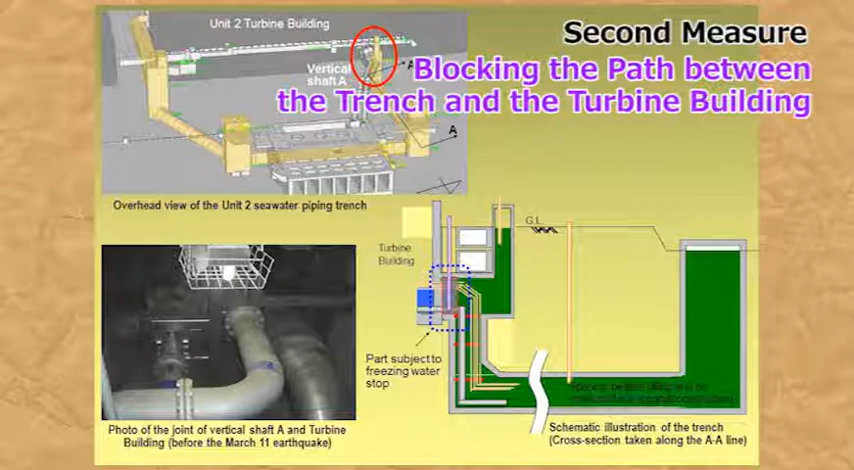 Unit 2 Turbine Building
Second Measure
Blocking the Path between
the Trench and the Turbine Building
Vertical
shaft A
A
A
Overhead view of the Unit 2 seawater piping trench
G.L.
Turbine
Building
Part subject to
freezing water
stop
Photo of the joint of vertical shaft A and Turbine
Building (before the March 11 earthquake)
Schematic illustration of the trench
(Cross-section taken along the A-A line)